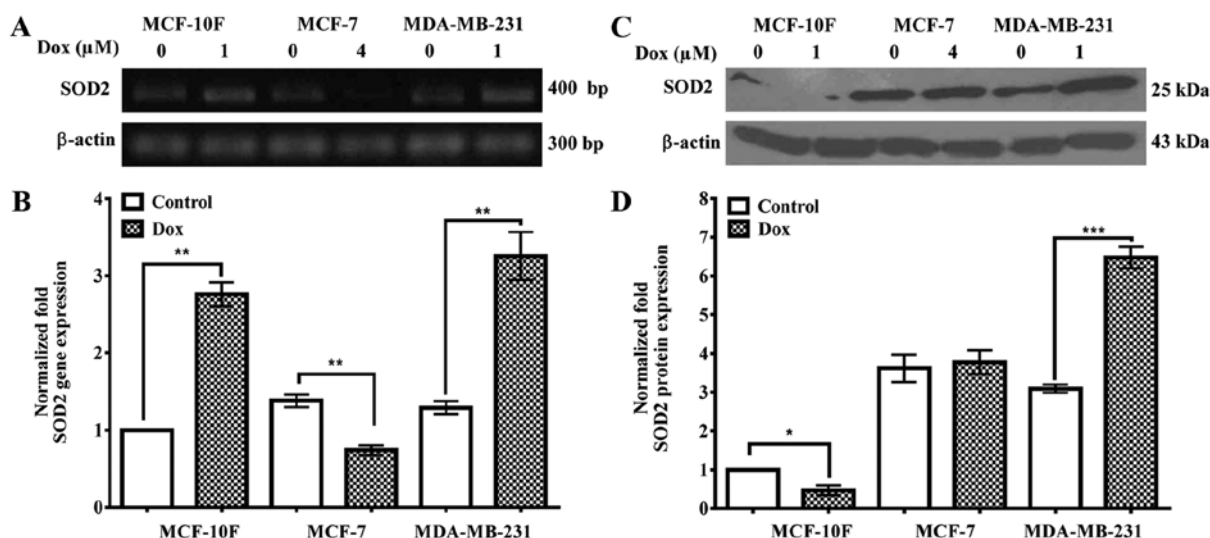 A
MCF-10F MCF-7 MDA-MB-231
Dox (µM) 0 1 0 4 0 1
SOD2 400 bp
β-actin 300 bp
B
Control
Dox
Normalized fold
SOD2 gene expression
4
3
2
1
0
**
**
**
MCF-10F MCF-7 MDA-MB-231
C
MCF-10F MCF-7 MDA-MB-231
Dox (µM) 0 1 0 4 0 1
SOD2 25 kDa
β-actin 43 kDa
D
Control
Dox
Normalized fold
SOD2 protein expression
8
7
6
5
4
3
2
1
0
*
***
MCF-10F MCF-7 MDA-MB-231